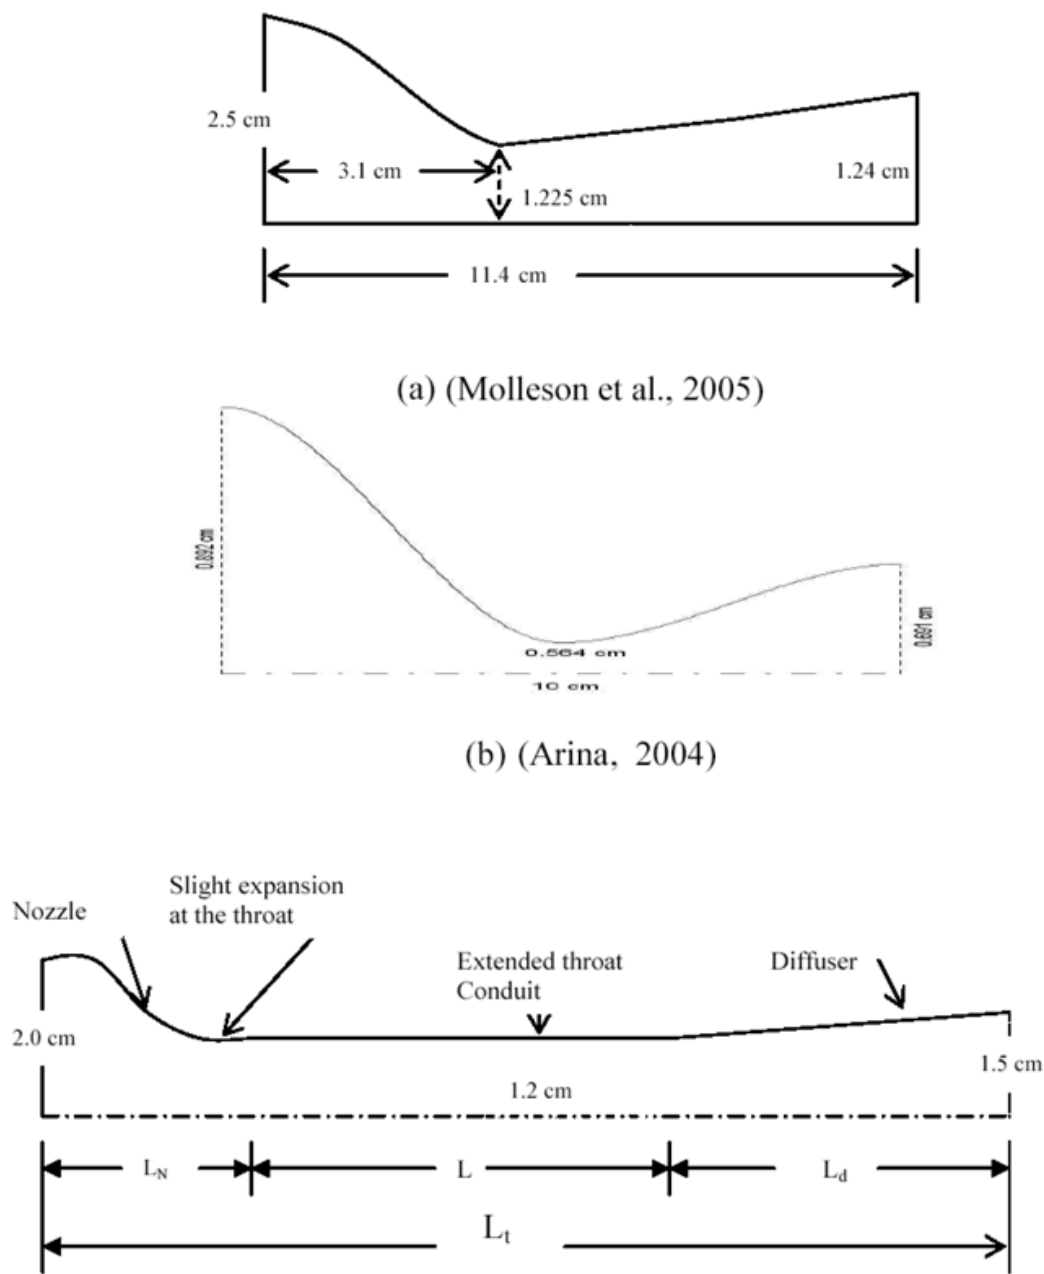 2.5 cm
3.1 cm
1.24 cm
1.225 cm
11.4 cm
(a) (Molleson et al., 2005)
0.892 cm
0.691 cm
0.564 cm
10 cm
(b) (Arina, 2004)
Slight expansion
at the throat
Nozzle
Extended throat
Conduit
Diffuser
2.0 cm
1.5 cm
1.2 cm
LN
L
Ld
Lt